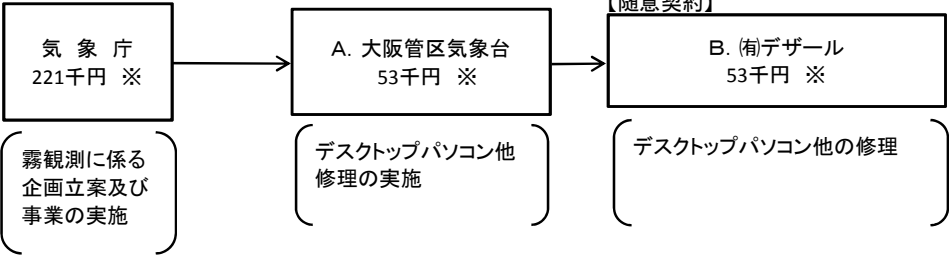 【随意契約】
気 象 庁
221千円 ※
A．大阪管区気象台
53千円 ※
B．㈲デザール
53千円 ※
霧観測に係る
企画立案及び
事業の実施
デスクトップパソコン他
修理の実施
デスクトップパソコン他の修理